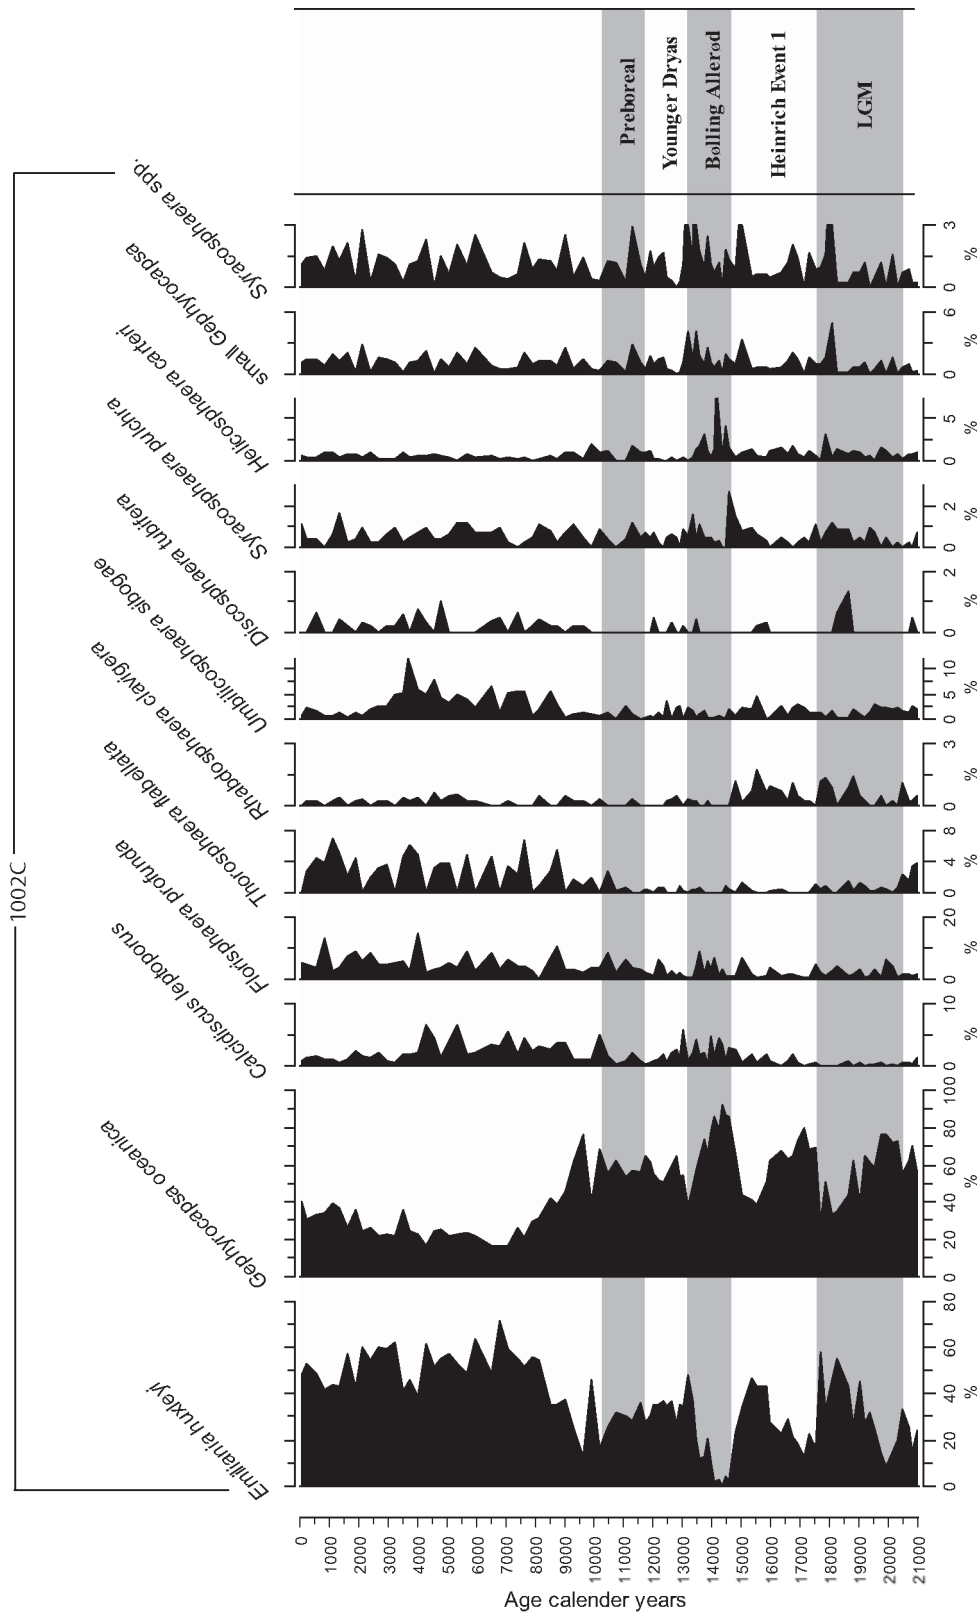 1002C
Emiliania huxleyi
Gephyrocapsa oceanica
Calcidiscus leptoporus
Florisphaera profunda
Thorosphaera flabellata
Rhabdosphaera clavigera
Umbilicosphaera sibogae
Discosphaera tubifera
Syracosphaera pulchra
Helicosphaera carteri
small Gephyrocapsa
Syracosphaera spp.
Preboreal
Younger Dryas
Bølling Allerød
Heinrich Event 1
LGM
0 1000 2000 3000 4000 5000 6000 7000 8000 9000 10000 11000 12000 13000 14000 15000 16000 17000 18000 19000 20000 21000
Age calender years
0 20 40 60 80
%
0 20 40 60 80 100
%
0 10
%
0 20
%
0 4 8
%
0 3
%
0 5 10
%
0 2
%
0 2
%
0 5
%
0 6
%
0 3
%